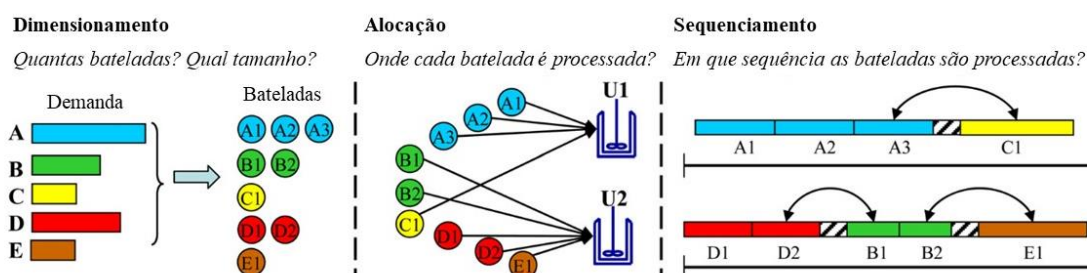 Dimensionamento
Quantas bateladas? Qual tamanho?
Demanda
Bateladas
A
B
C
D
E
A1 A2 A3
B1 B2
C1
D1 D2
E1
Alocação
Onde cada batelada é processada?
U1
A1
A2
A3
B1
B2
C1
U2
D1
D2
E1
Sequenciamento
Em que sequência as bateladas são processadas?
A1 A2 A3 C1
D1 D2 B1 B2 E1